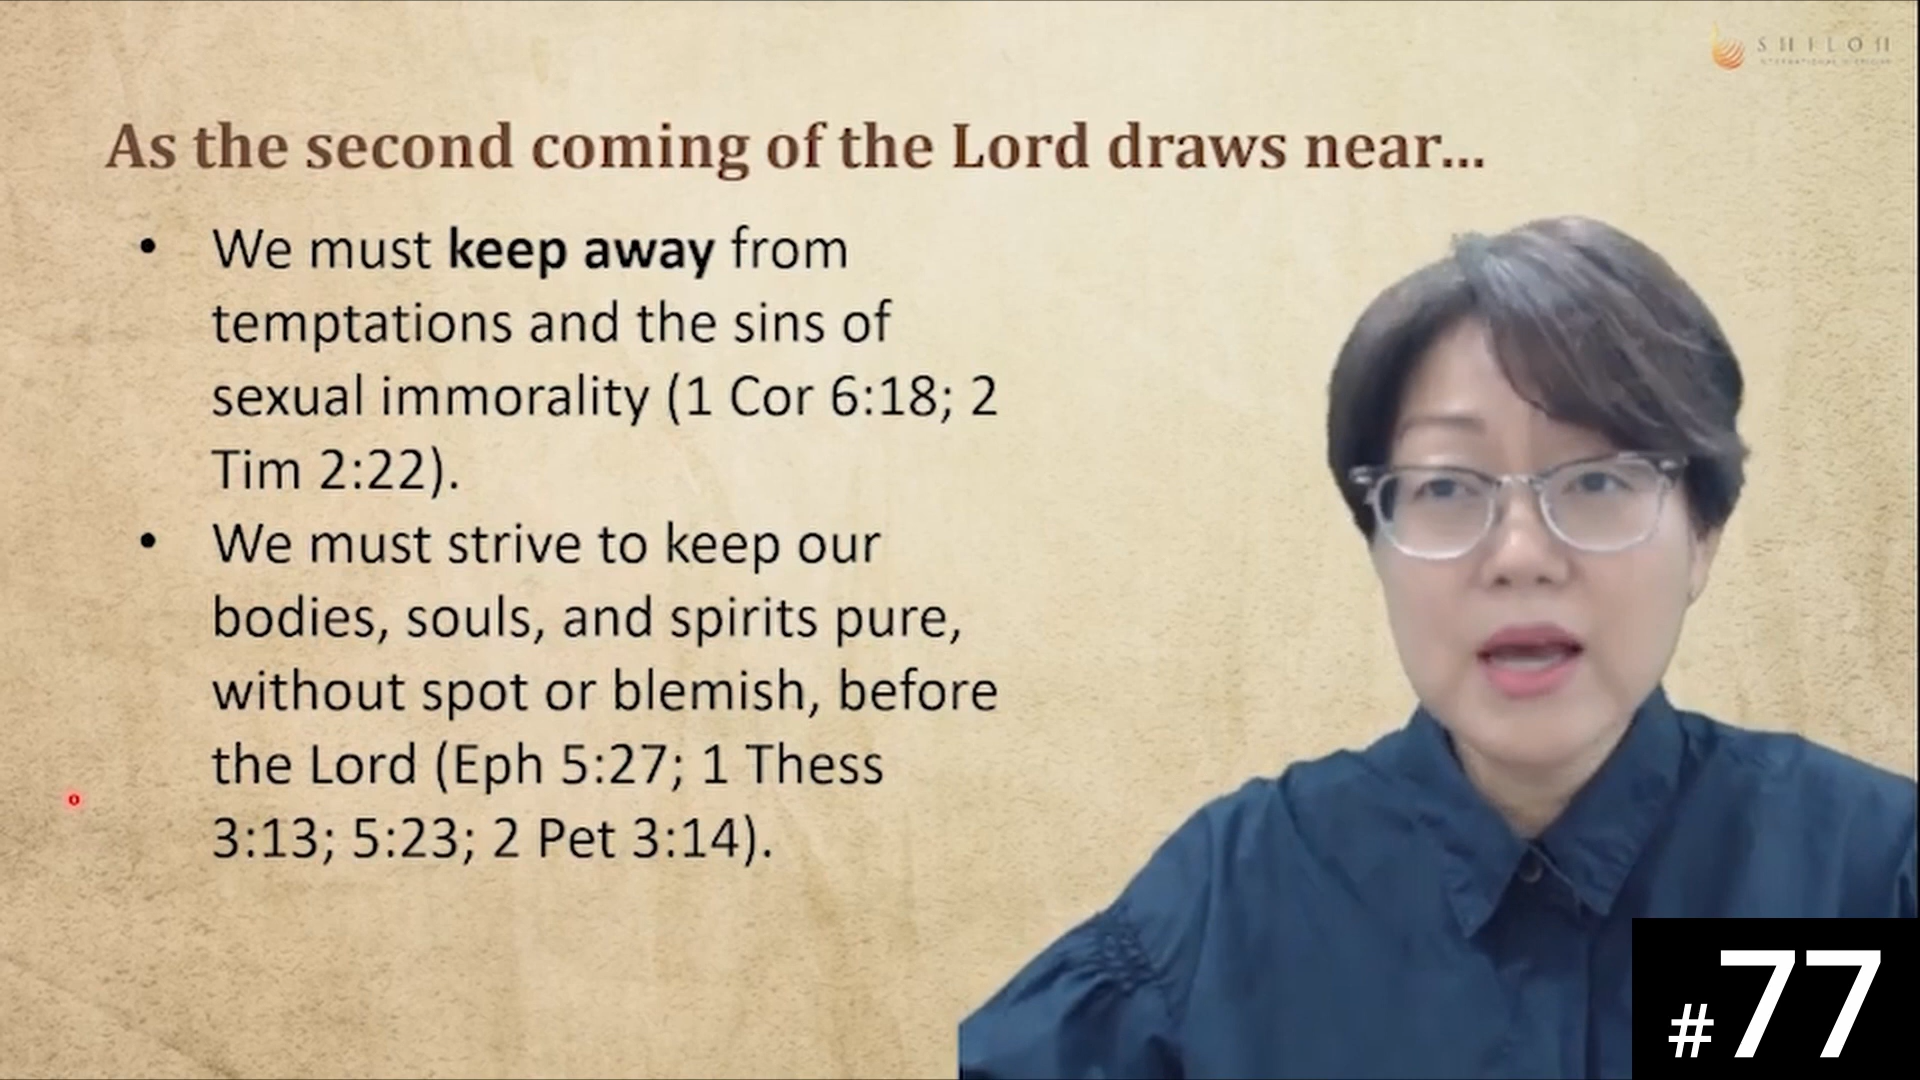 SHILOH
As the second coming of the Lord draws near...
• We must keep away from
temptations and the sins of
sexual immorality (1 Cor 6:18; 2
Tim 2:22).
• We must strive to keep our
bodies, souls, and spirits pure,
without spot or blemish, before
the Lord (Eph 5:27; 1 Thess
3:13; 5:23; 2 Pet 3:14).
#77